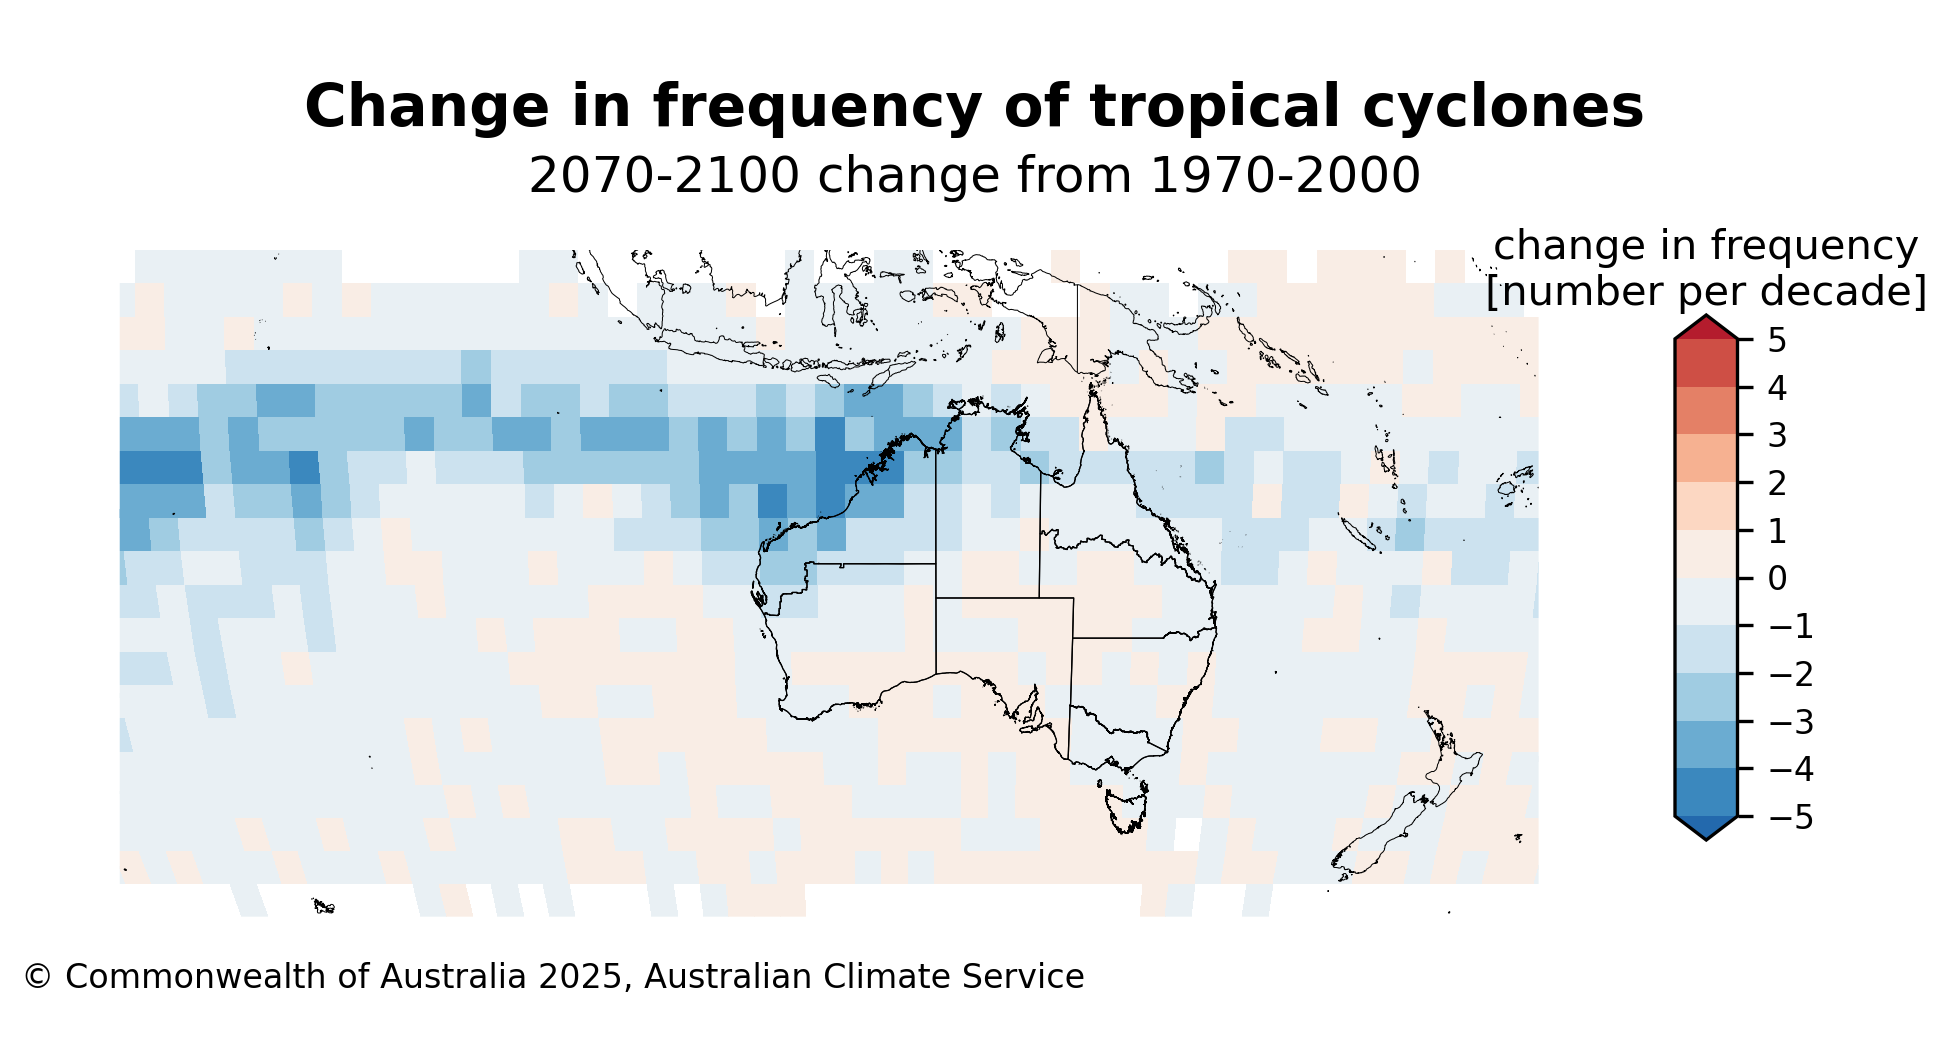 Change in frequency of tropical cyclones
2070-2100 change from 1970-2000
change in frequency
[number per decade]
5
4
3
2
1
0
−1
−2
−3
−4
−5
© Commonwealth of Australia 2025, Australian Climate Service